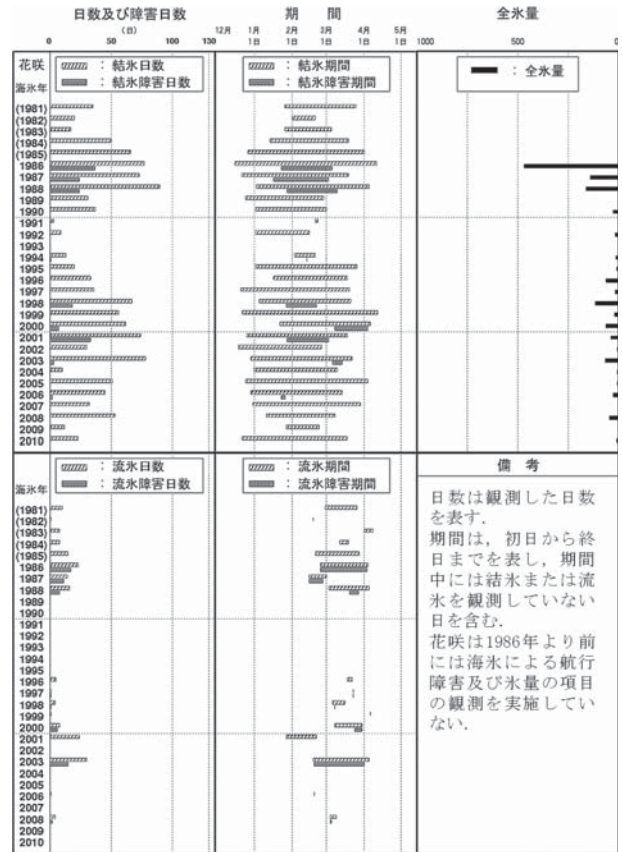 日数及び障害日数 期間 全氷量
(日) 12月 1月 2月 3月 4月 5月
0 50 100 130 1日 1日 1日 1日 1日 1日 1000 500 0
花咲
海氷年
：結氷日数
：結氷障害日数
：結氷期間
：結氷障害期間
：全氷量
(1981)
(1982)
(1983)
(1984)
(1985)
1986
1987
1988
1989
1990
1991
1992
1993
1994
1995
1996
1997
1998
1999
2000
2001
2002
2003
2004
2005
2006
2007
2008
2009
2010
海氷年
：流氷日数
：流氷障害日数
：流氷期間
：流氷障害期間
(1981)
(1982)
(1983)
(1984)
(1985)
1986
1987
1988
1989
1990
1991
1992
1993
1994
1995
1996
1997
1998
1999
2000
2001
2002
2003
2004
2005
2006
2007
2008
2009
2010
備考
日数は観測した日数
を表す．
期間は，初日から終
日までを表し，期間
中には結氷または流
氷を観測していない
日を含む．
花咲は1986年より前
には海氷による航行
障害及び氷量の項目
の観測を実施してい
ない．